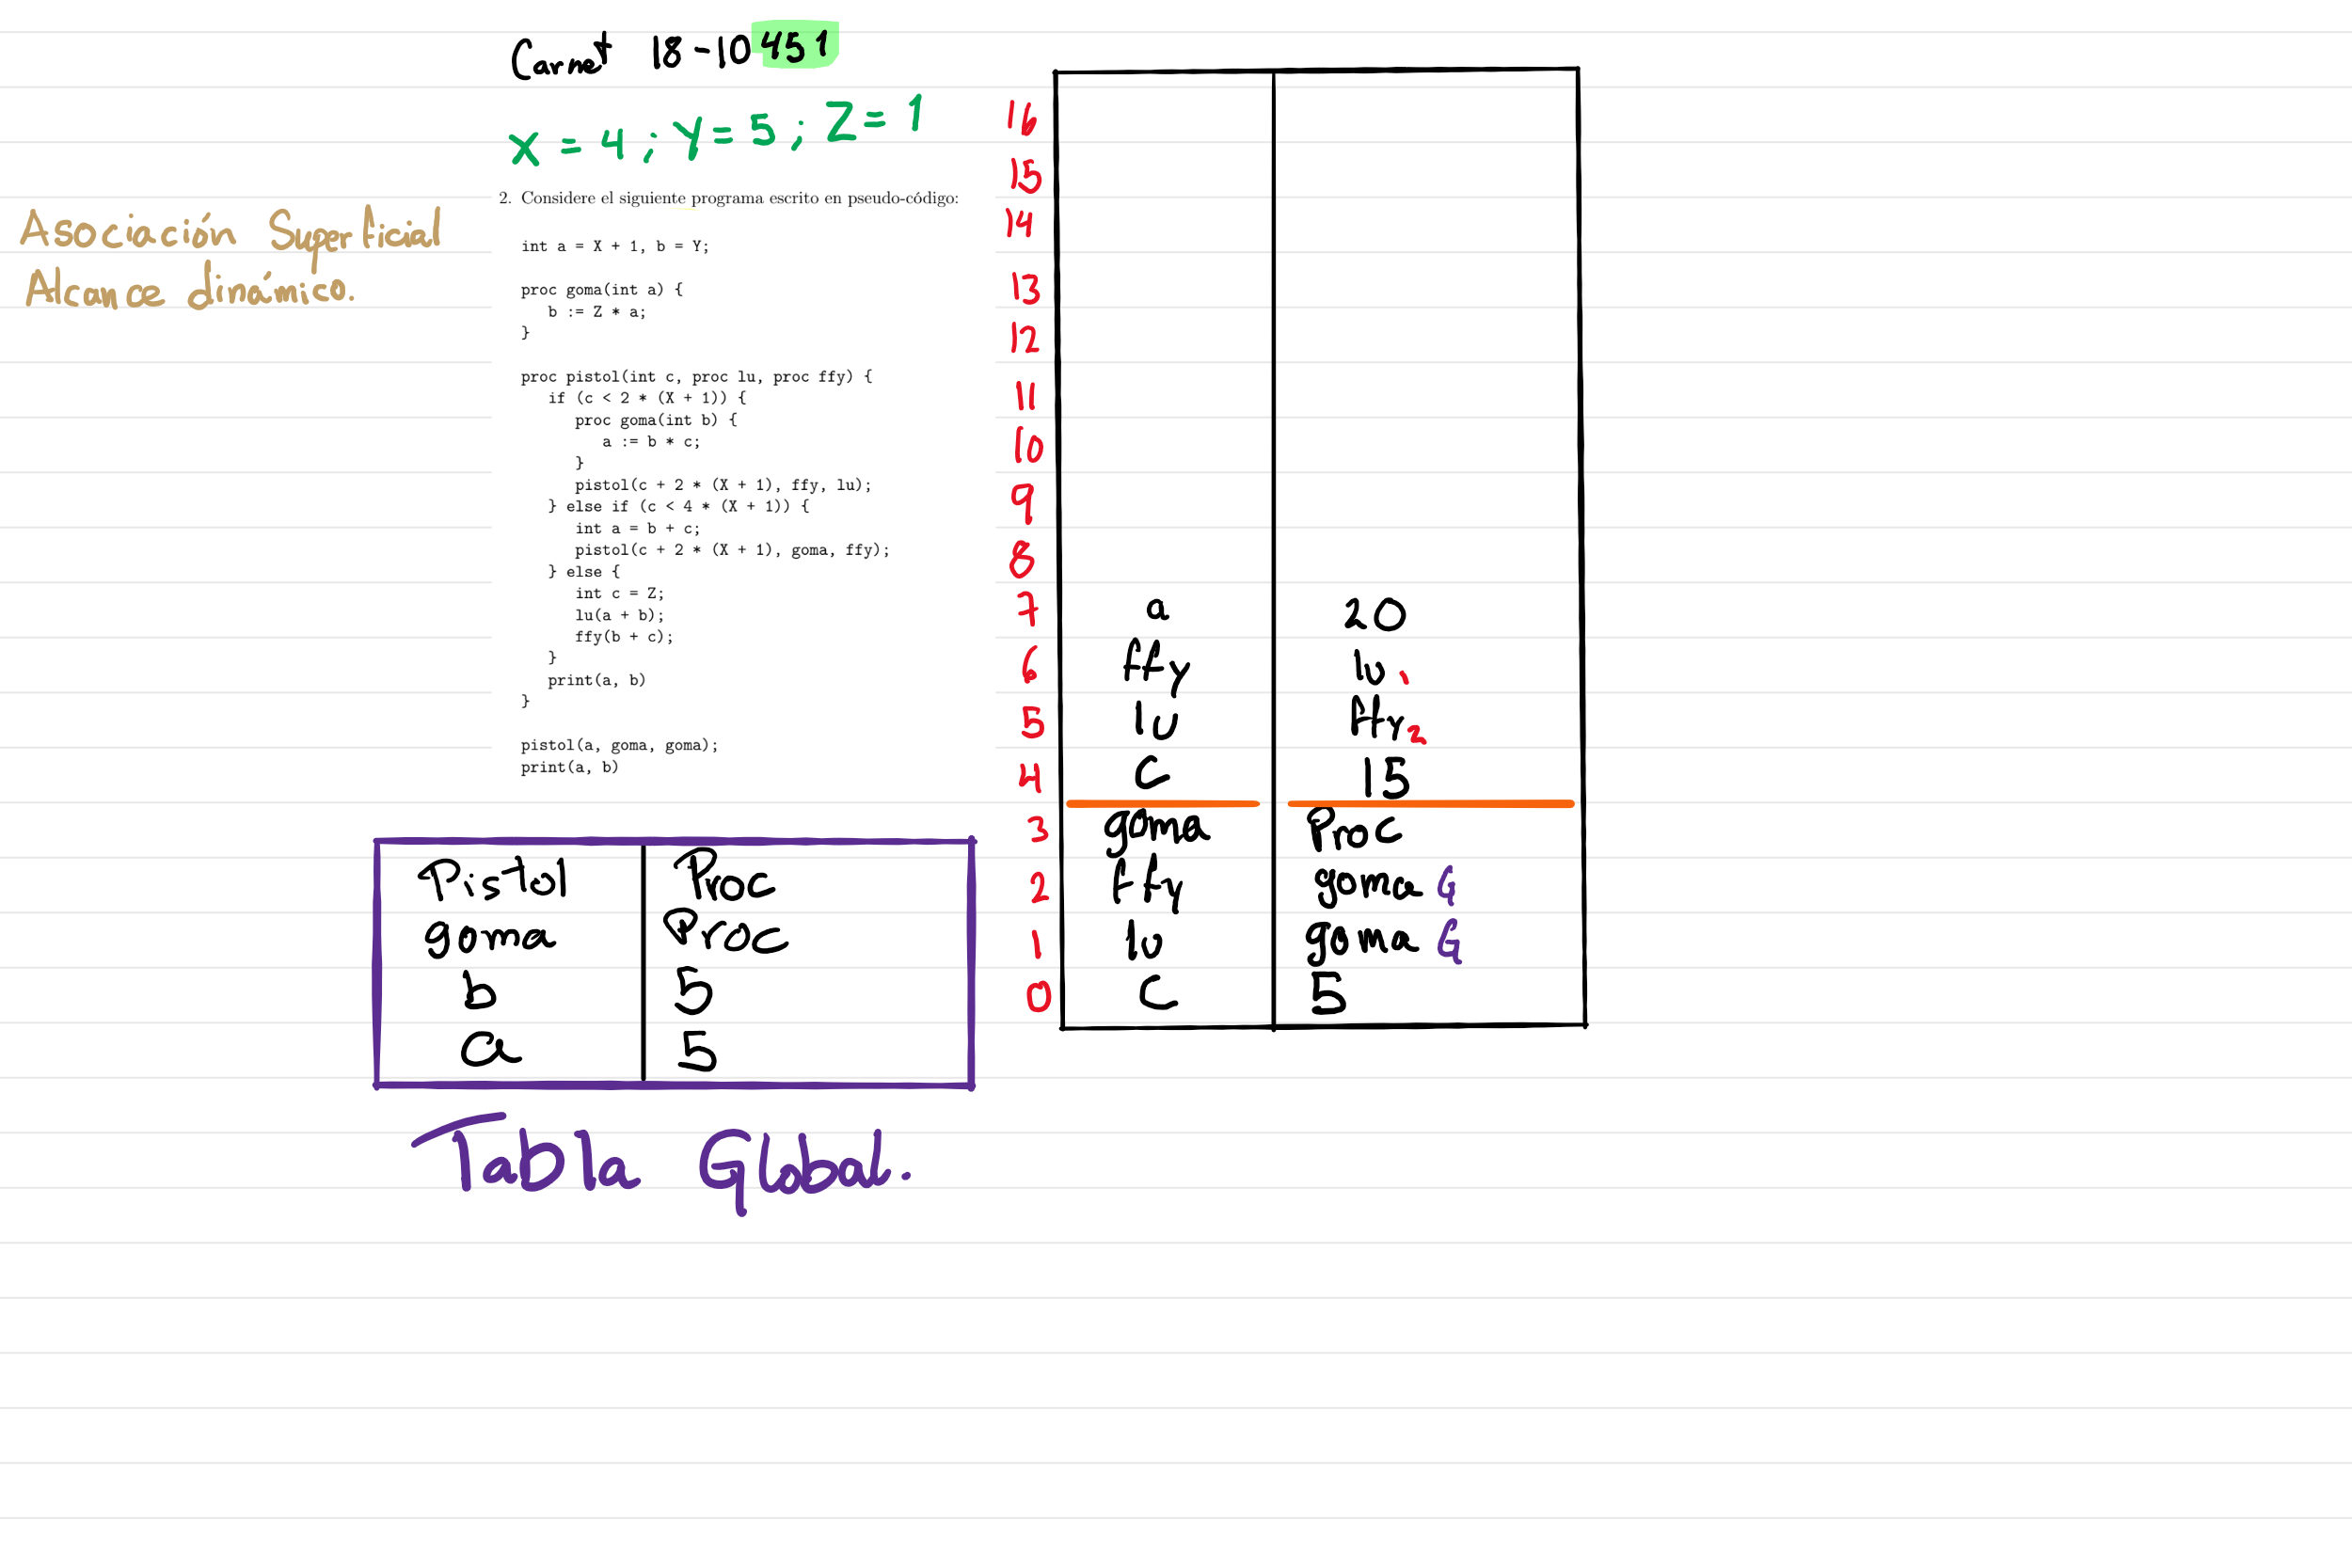 Carnet 18-10451
X = 4 ; Y = 5 ; Z = 1
Asociación Superficial
Alcance dinámico.
2. Considere el siguiente programa escrito en pseudo-código:
int a = X + 1, b = Y;
proc goma(int a) {
b := Z * a;
}
proc pistol(int c, proc lu, proc ffy) {
if (c < 2 * (X + 1)) {
proc goma(int b) {
a := b * c;
}
pistol(c + 2 * (X + 1), ffy, lu);
} else if (c < 4 * (X + 1)) {
int a = b + c;
pistol(c + 2 * (X + 1), goma, ffy);
} else {
int c = Z;
lu(a + b);
ffy(b + c);
}
print(a, b)
}
pistol(a, goma, goma);
print(a, b)
Pistol Proc
goma Proc
b 5
a 5
Tabla Global.
16
15
14
13
12
11
10
9
8
7 a 20
6 ffy lu 1
5 lu ffy 2
4 c 15
3 goma Proc
2 ffy goma G
1 lu goma G
0 c 5